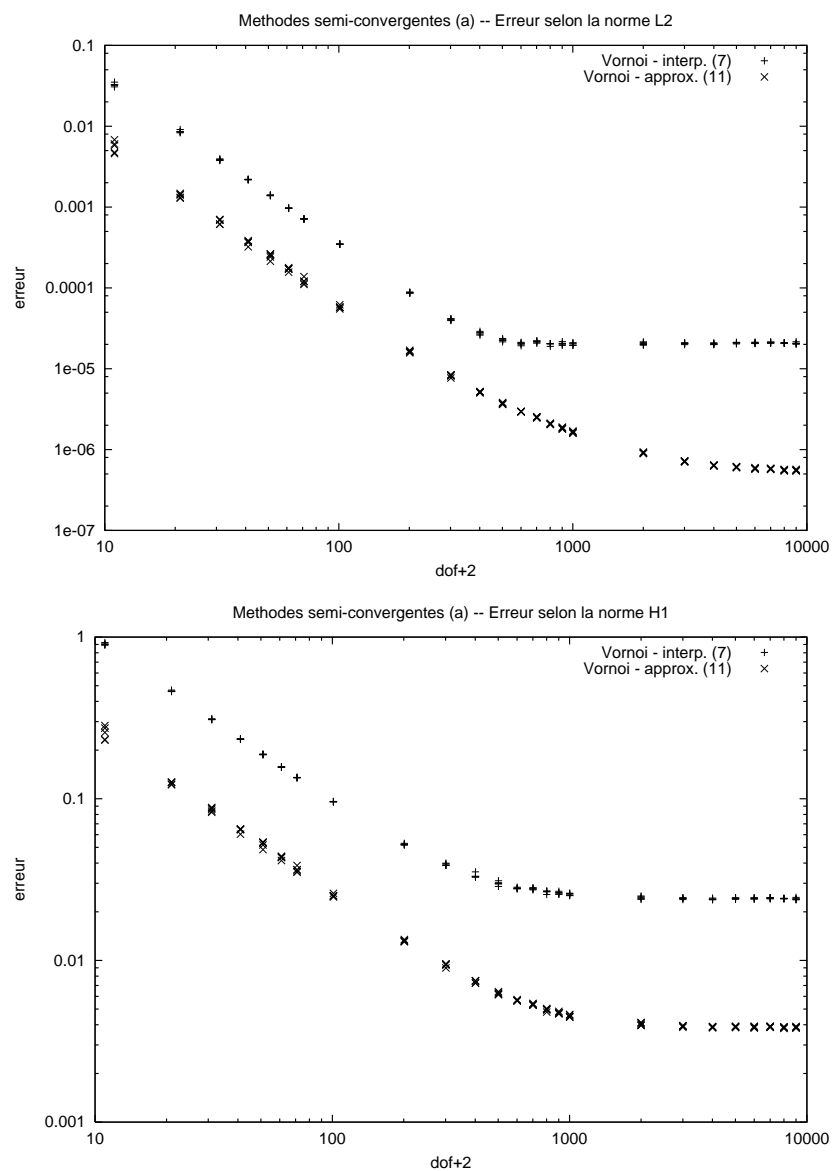 Methodes semi-convergentes (a) -- Erreur selon la norme L2
0.1
0.01
0.001
0.0001
1e-05
1e-06
1e-07
10
100
1000
10000
erreur
dof+2
Vornoi - interp. (7)
Vornoi - approx. (11)
Methodes semi-convergentes (a) -- Erreur selon la norme H1
1
0.1
0.01
0.001
10
100
1000
10000
erreur
dof+2
Vornoi - interp. (7)
Vornoi - approx. (11)